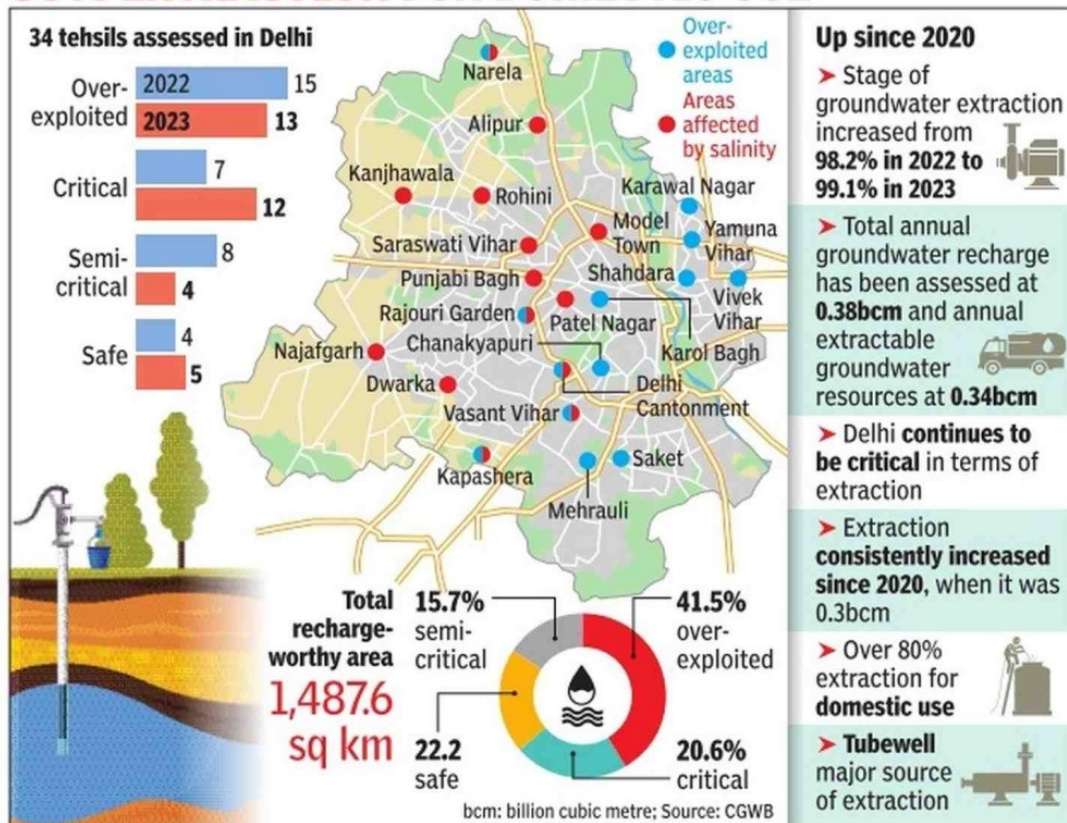 34 tehsils assessed in Delhi
Over-
exploited
2022
15
2023
13
Critical
7
12
Semi-
critical
8
4
Safe
4
5
Over-
exploited
areas
Areas
affected
by salinity
Narela
Alipur
Kanjhawala
Rohini
Karawal Nagar
Model
Town
Yamuna
Vihar
Saraswati Vihar
Punjabi Bagh
Shahdara
Vivek
Vihar
Rajouri Garden
Patel Nagar
Karol Bagh
Chanakyapuri
Najafgarh
Dwarka
Delhi
Cantonment
Vasant Vihar
Kapashera
Saket
Mehrauli
Total
recharge-
worthy area
1,487.6
sq km
15.7%
semi-
critical
41.5%
over-
exploited
22.2
safe
20.6%
critical
bcm: billion cubic metre; Source: CGWB
Up since 2020
➤ Stage of
groundwater extraction
increased from
98.2% in 2022 to
99.1% in 2023
➤ Total annual
groundwater recharge
has been assessed at
0.38bcm and annual
extractable
groundwater
resources at 0.34bcm
➤ Delhi continues to
be critical in terms of
extraction
➤ Extraction
consistently increased
since 2020, when it was
0.3bcm
➤ Over 80%
extraction for
domestic use
➤ Tubewell
major source
of extraction